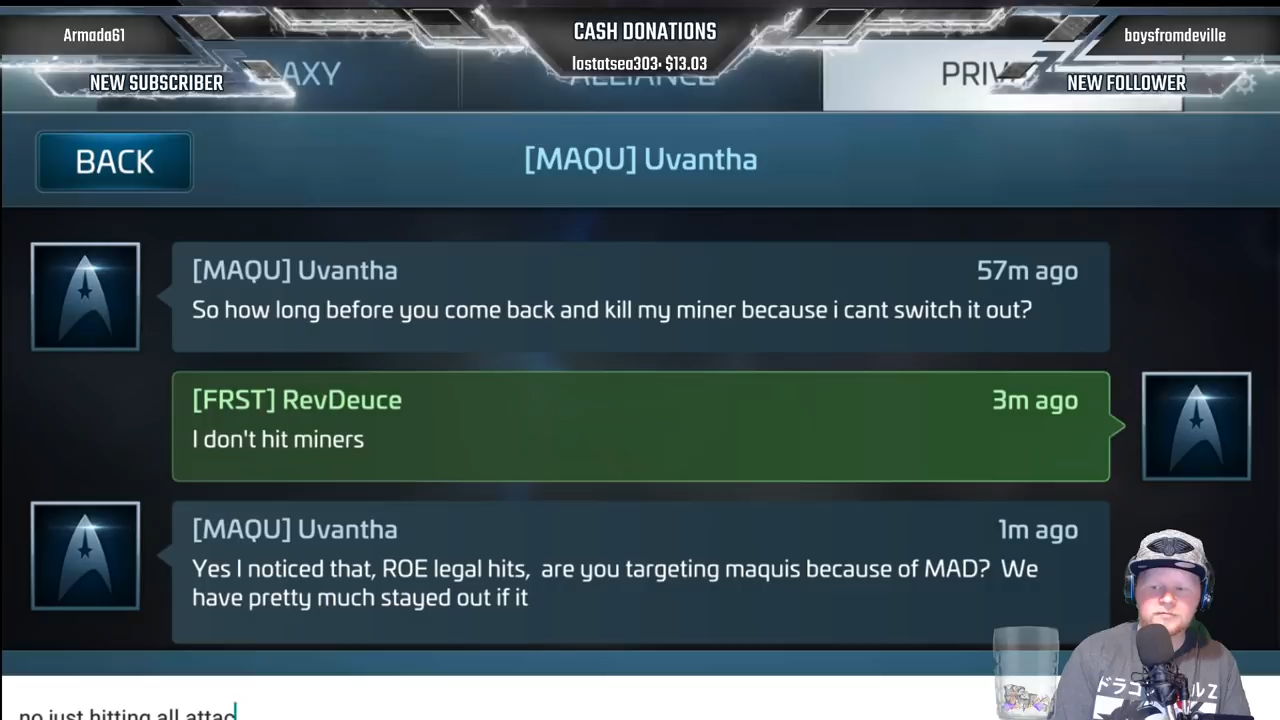 Armada61
NEW SUBSCRIBER
CASH DONATIONS
lastatsea303• $13.03
boysfromdeville
NEW FOLLOWER
ALLIANCE
BACK
[MAQU] Uvantha
[MAQU] Uvantha 57m ago
So how long before you come back and kill my miner because i cant switch it out?
[FRST] RevDeuce 3m ago
I don't hit miners
[MAQU] Uvantha 1m ago
Yes I noticed that, ROE legal hits, are you targeting maquis because of MAD? We
have pretty much stayed out if it
no just hitting all attac